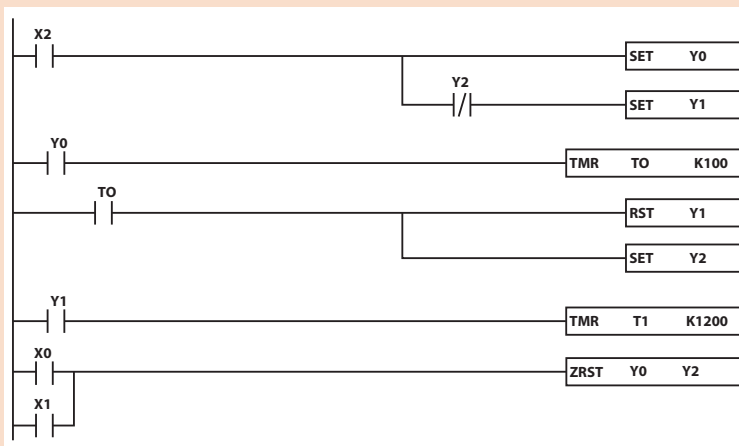 X2
SET Y0
Y2
SET Y1
Y0
TMR TO K100
TO
RST Y1
SET Y2
Y1
TMR T1 K1200
X0
ZRST Y0 Y2
X1